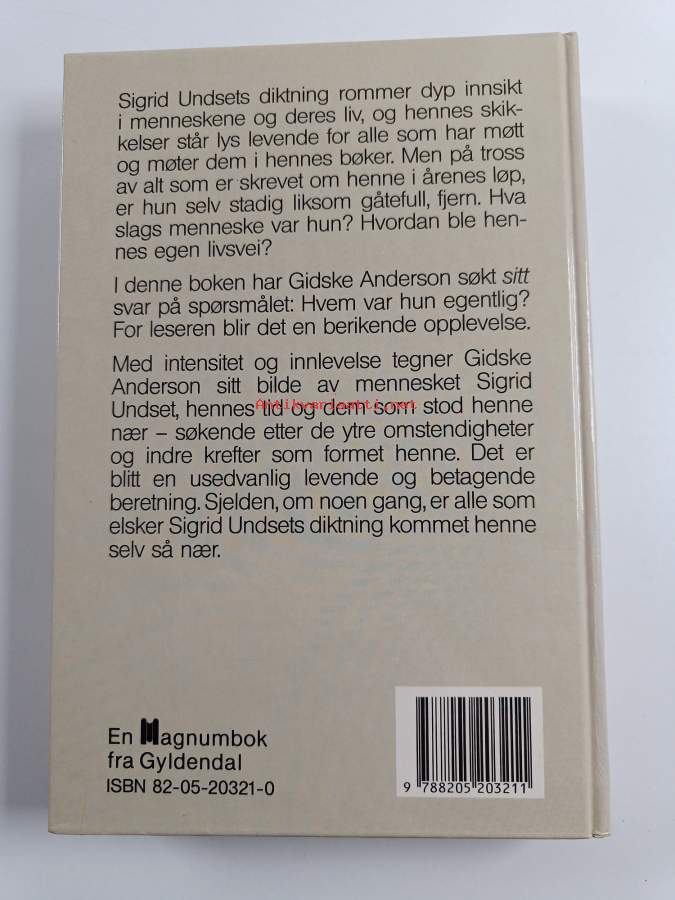 Sigrid Undsets diktning rommer dyp innsikt
i menneskene og deres liv, og hennes skik-
kelser står lys levende for alle som har møtt
og møter dem i hennes bøker. Men på tross
av alt som er skrevet om henne i årenes løp,
er hun selv stadig liksom gåtefull, fjern. Hva
slags menneske var hun? Hvordan ble hen-
nes egen livsvei?
I denne boken har Gidske Anderson søkt sitt
svar på spørsmålet: Hvem var hun egentlig?
For leseren blir det en berikende opplevelse.
Med intensitet og innlevelse tegner Gidske
Anderson sitt bilde av mennesket Sigrid
Undset, hennes tid og dem som stod henne
Antikvariaatti.net
nær – søkende etter de ytre omstendigheter
og indre krefter som formet henne. Det er
blitt en usedvanlig levende og betagende
beretning. Sjelden, om noen gang, er alle som
elsker Sigrid Undsets diktning kommet henne
selv så nær.
En Magnumbok
fra Gyldendal
ISBN 82-05-20321-0
9 788205 203211